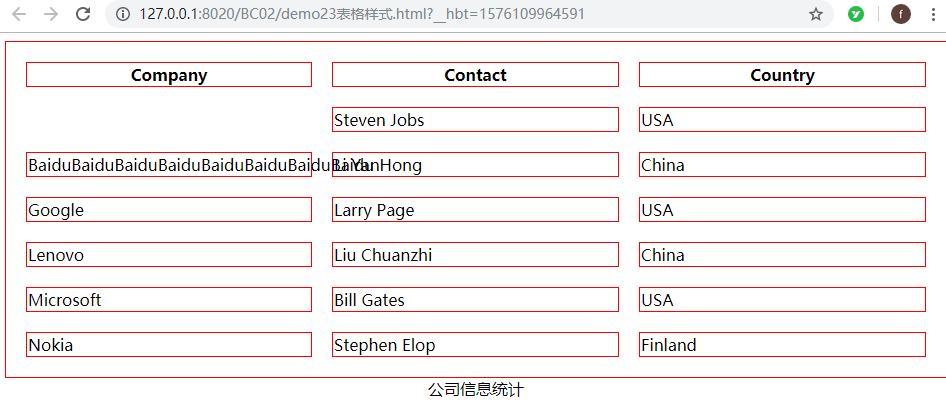 127.0.0.1:8020/BC02/demo23表格样式.html?__hbt=1576109964591
f
Company Contact Country
Steven Jobs USA
BaiduBaiduBaiduBaiduBaiduBaiduBaiduBaidu Li YanHong China
Google Larry Page USA
Lenovo Liu Chuanzhi China
Microsoft Bill Gates USA
Nokia Stephen Elop Finland
公司信息统计